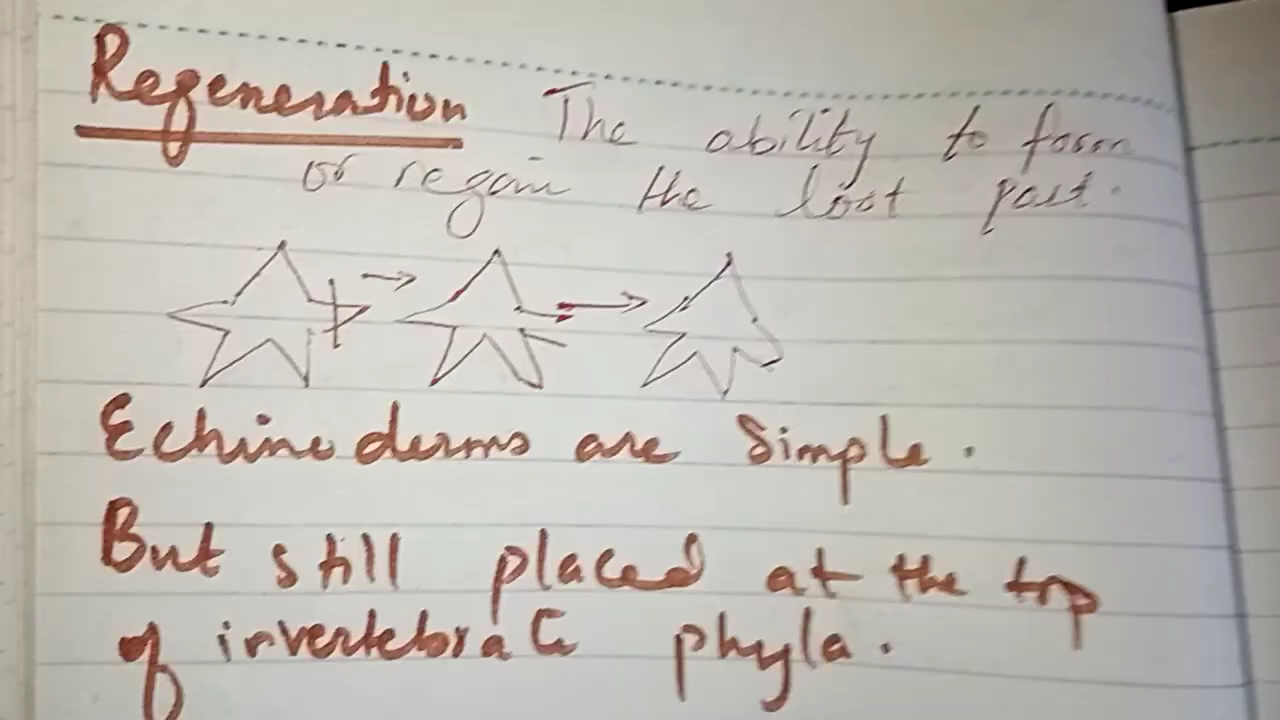 Regeneration The ability to form
or regain the lost part.
Echinoderms are Simple.
But still placed at the top
of invertebrate phyla.